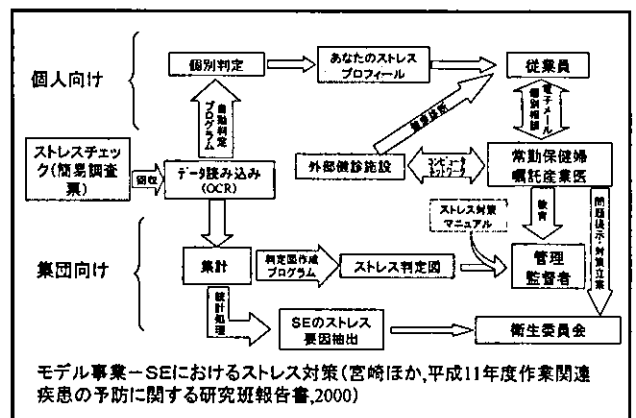 個人向け
個別判定
あなたのストレス
プロフィール
従業員
自動判定
プログラム
健康診断
電子メール
個別相談
ストレスチェッ
ク(簡易調査
票)
回収
データ読み込み
(OCR)
外部健診施設
コンピュータ
ネットワーク
常勤保健婦
嘱託産業医
ストレス対策
マニュアル
教育
問題提示・対策立案
集団向け
集計
判定図作成
プログラム
ストレス判定図
管理
監督者
統計処理
SEのストレス
要因抽出
衛生委員会
モデル事業－SEにおけるストレス対策(宮崎ほか,平成11年度作業関連
疾患の予防に関する研究班報告書,2000)